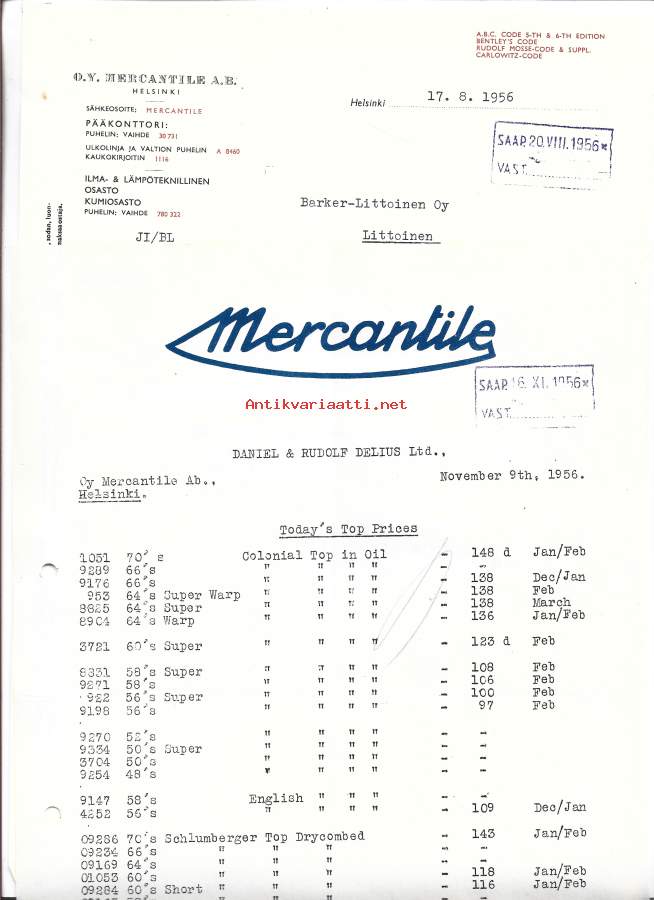 A.B.C. CODE 5-TH & 6-TH EDITION
BENTLEY'S CODE
RUDOLF MOSSE-CODE & SUPPL.
CARLOWITZ-CODE
O.Y. MERCANTILE A.B.
HELSINKI
SÄHKEOSOITE: MERCANTILE
PÄÄKONTTORI:
PUHELIN; VAIHDE 30 731
ULKOLINJA JA VALTION PUHELIN A 8460
KAUKOKIRJOITIN 1116
ILMA- & LÄMPÖTEKNILLINEN
OSASTO
KUMIOSASTO
PUHELIN; VAIHDE 780 322
JI/BL
Helsinki 17. 8. 1956
SAAP. 20. VIII. 1956
VAST.
Barker-Littoinen Oy
Littoinen
Mercantile
SAAP. 16. XI. 1956
VAST.
Antikvariaatti.net
DANIEL & RUDOLF DELIUS Ltd.,
Oy Mercantile Ab., November 9th, 1956.
Helsinki.
Today's Top Prices
1051 70's Colonial Top in Oil - 148 d Jan/Feb
9289 66's " " " " - -
9176 66's " " " " - 138 Dec/Jan
953 64's Super Warp " " " " - 138 Feb
8825 64's Super " " " " - 138 March
8904 64's Warp " " " " - 136 Jan/Feb
3721 60's Super " " " " - 123 d Feb
8331 58's Super " " " " - 108 Feb
9271 58's " " " " - 106 Feb
922 56's Super " " " " - 100 Feb
9198 56's " " " " - 97 Feb
9270 52's " " " " - - -
9334 50's Super " " " " - - -
3704 50's " " " " - - -
9254 48's " " " " - - -
9147 58's English " " " - -
4252 56's " " " " - 109 Dec/Jan
09286 70's Schlumberger Top Drycombed - 143 Jan/Feb
09234 66's " " " - -
09169 64's " " " - -
01053 60's " " " - 118 Jan/Feb
09284 60's Short " " " - 116 Jan/Feb